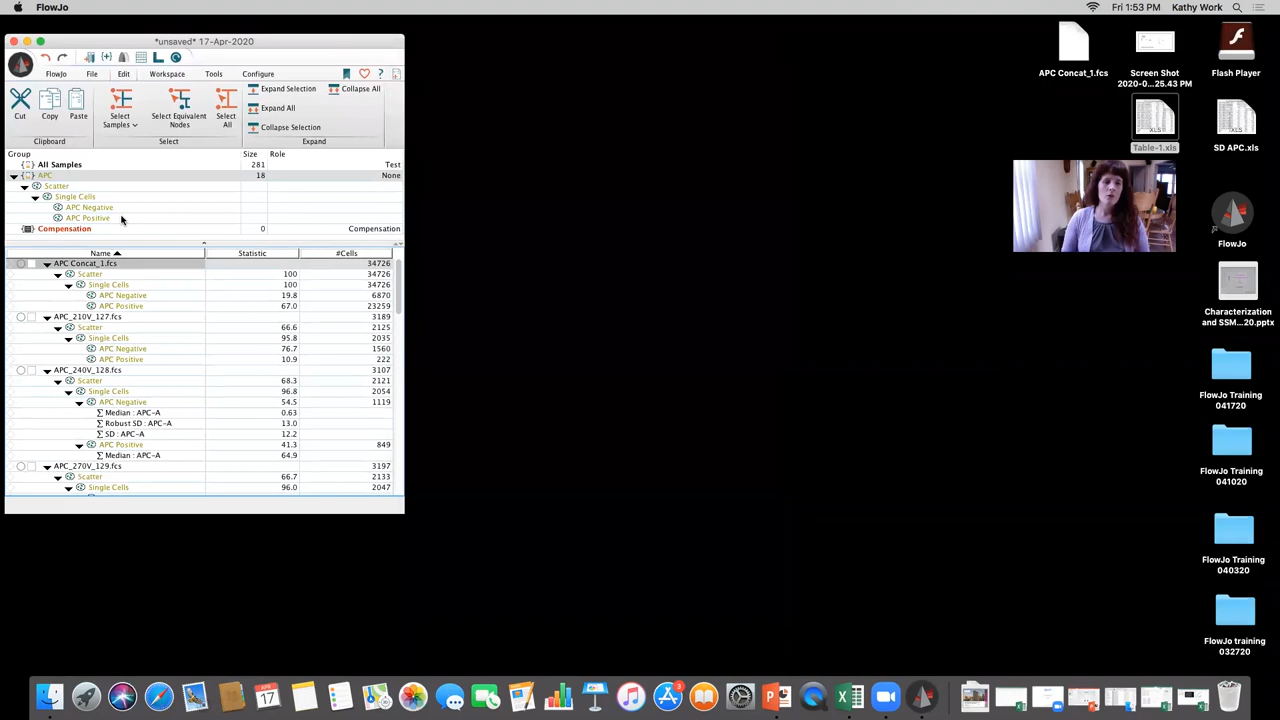 FlowJo
Fri 1:53 PM Kathy Work
*unsaved* 17-Apr-2020
FlowJo File Edit Workspace Tools Configure
Cut Copy Paste
Clipboard
Select Samples
Select Equivalent Nodes
Select All
Select
Expand Selection Collapse All
Expand All
Collapse Selection
Expand
Group Size Role
All Samples 281 Test
APC 18 None
Scatter
Single Cells
APC Negative
APC Positive
Compensation 0 Compensation
Name Statistic #Cells
APC Concat_1.fcs 34726
Scatter 100 34726
Single Cells 100 34726
APC Negative 19.8 6870
APC Positive 67.0 23259
APC_210V_127.fcs 3189
Scatter 66.6 2125
Single Cells 95.8 2035
APC Negative 76.7 1560
APC Positive 10.9 222
APC_240V_128.fcs 3107
Scatter 68.3 2121
Single Cells 96.8 2054
APC Negative 54.5 1119
Σ Median : APC-A 0.63
Σ Robust SD : APC-A 13.0
Σ SD : APC-A 12.2
APC Positive 41.3 849
Σ Median : APC-A 64.9
APC_270V_129.fcs 3197
Scatter 66.7 2133
Single Cells 96.0 2047
APC Concat_1.fcs
Screen Shot
2020-0...25.43 PM
Flash Player
XLS
Table-1.xls
XLS
SD APC.xls
FlowJo
Characterization
and SSM...20.pptx
FlowJo Training
041720
FlowJo Training
041020
FlowJo Training
040320
FlowJo training
032720
APR
17
3